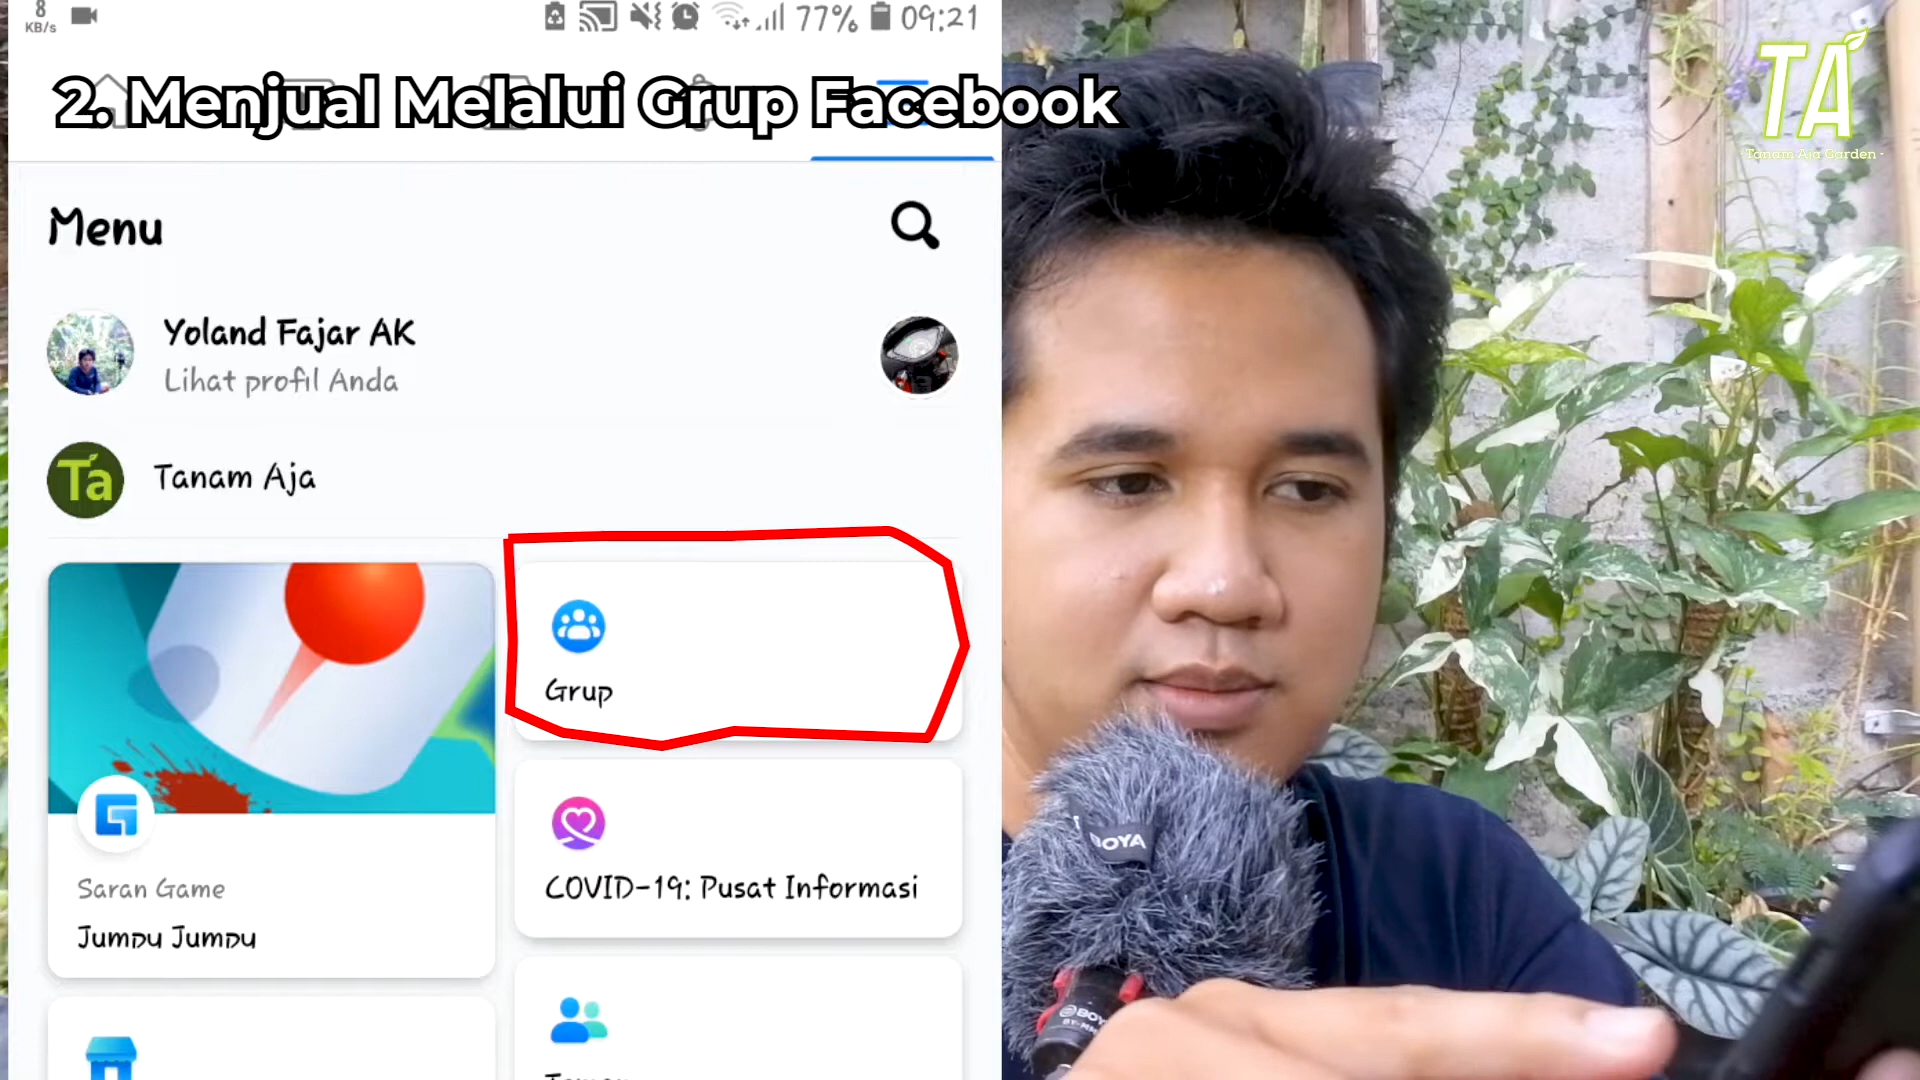 8
KB/s
77%
09:21
2. Menjual Melalui Grup Facebook
TA
Tanam Aja Garden -
Menu
Yoland Fajar AK
Lihat profil Anda
Ta
Tanam Aja
Grup
COVID-19: Pusat Informasi
Saran Game
Jumpu Jumpu
BOYA
BOYA